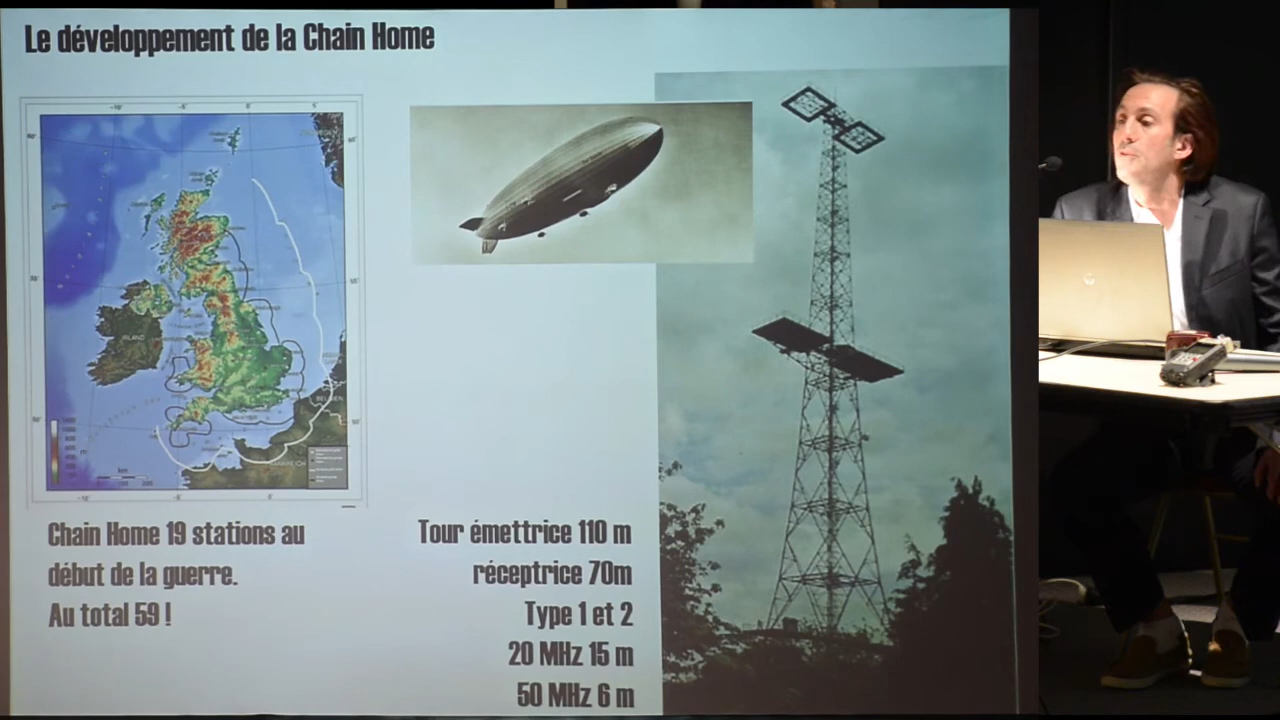 Le développement de la Chain Home
IRLAND
Chain Home 19 stations au
début de la guerre.
Au total 59 !
Tour émettrice 110 m
réceptrice 70m
Type 1 et 2
20 MHz 15 m
50 MHz 6 m